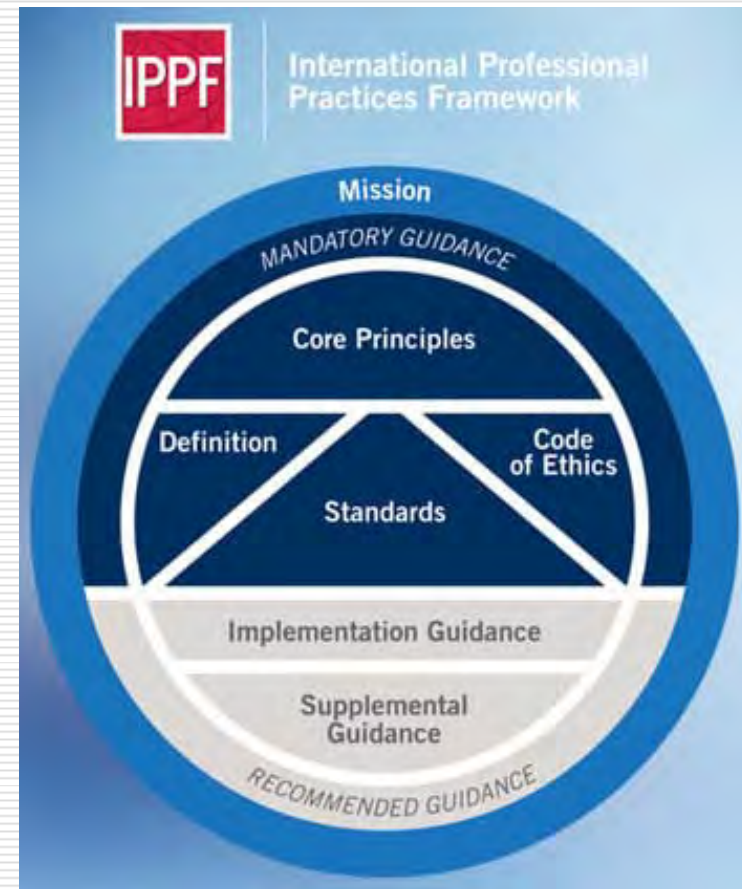 IPPF
International Professional
Practices Framework
Mission
MANDATORY GUIDANCE
Core Principles
Definition
Code
of Ethics
Standards
Implementation Guidance
Supplemental
Guidance
RECOMMENDED GUIDANCE